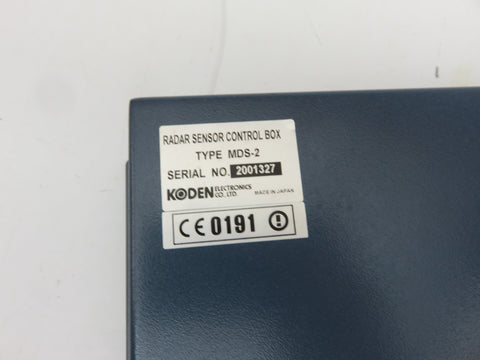 RADAR SENSOR CONTROL BOX
TYPE MDS-2
SERIAL NO. 2001327
KODEN ELECTRONICS CO., LTD. MADE IN JAPAN
CE 0191 !